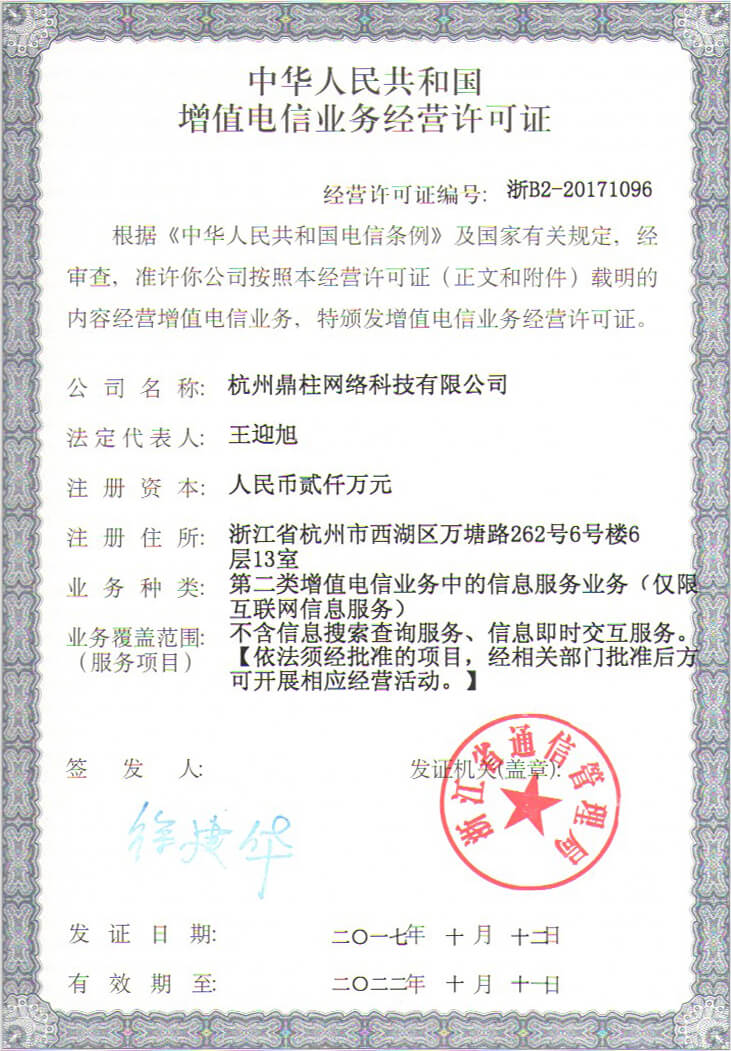 中华人民共和国
增值电信业务经营许可证
经营许可证编号: 浙B2-20171096
根据《中华人民共和国电信条例》及国家有关规定，经
审查，准许你公司按照本经营许可证（正文和附件）载明的
内容经营增值电信业务，特颁发增值电信业务经营许可证。
公司名称: 杭州鼎柱网络科技有限公司
法定代表人: 王迎旭
注册资本: 人民币贰仟万元
注册住所: 浙江省杭州市西湖区万塘路262号6号楼6
层13室
业务种类: 第二类增值电信业务中的信息服务业务（仅限
互联网信息服务）
业务覆盖范围: 不含信息搜索查询服务、信息即时交互服务。
（服务项目） 【依法须经批准的项目，经相关部门批准后方
可开展相应经营活动。】
签发人:
发证机关(盖章):
浙江省通信管理局
发证日期: 二〇一七年 十月 十二日
有效期至: 二〇二二年 十月 十一日